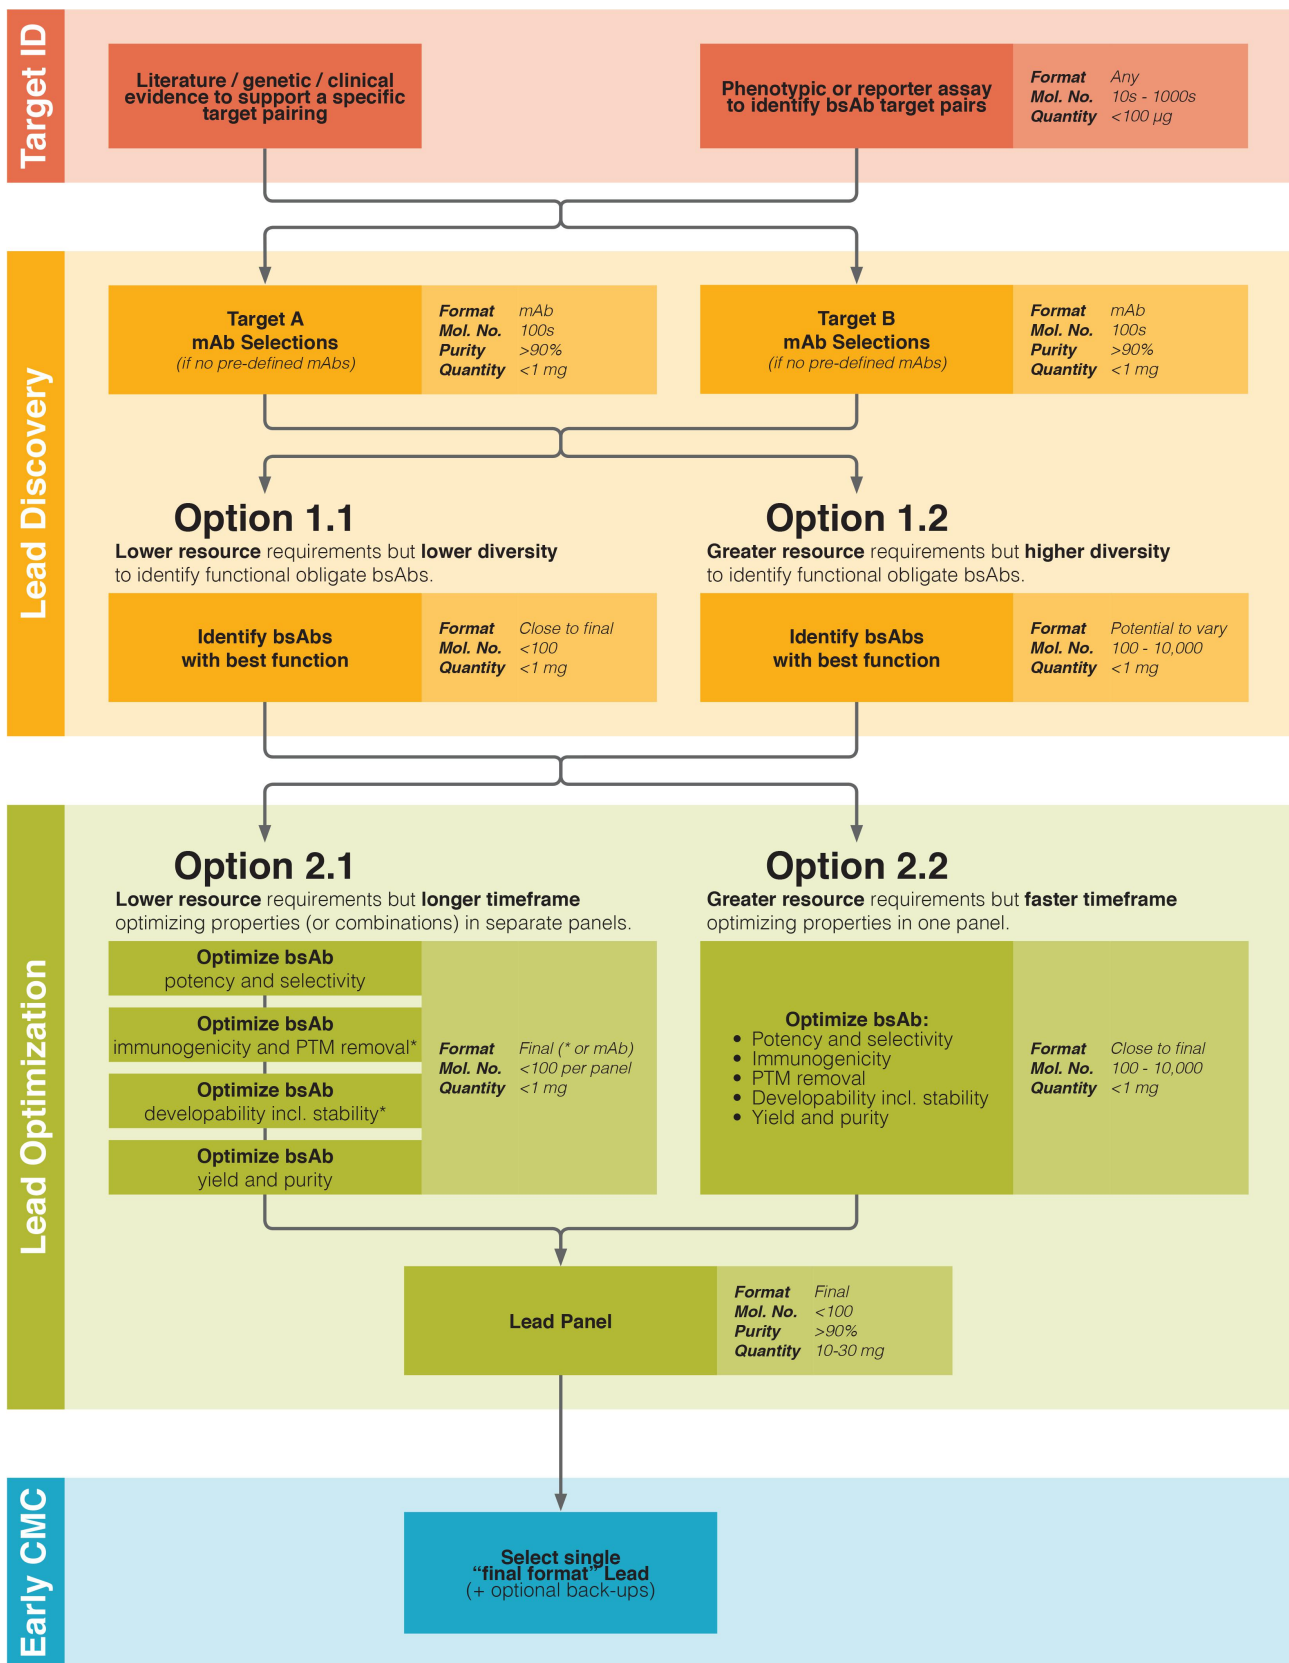 Target ID
Literature / genetic / clinical
evidence to support a specific
target pairing
Phenotypic or reporter assay
to identify bsAb target pairs
Format Any
Mol. No. 10s - 1000s
Quantity <100 µg
Lead Discovery
Target A
mAb Selections
(if no pre-defined mAbs)
Format mAb
Mol. No. 100s
Purity >90%
Quantity <1 mg
Target B
mAb Selections
(if no pre-defined mAbs)
Format mAb
Mol. No. 100s
Purity >90%
Quantity <1 mg
Option 1.1
Lower resource requirements but lower diversity
to identify functional obligate bsAbs.
Identify bsAbs
with best function
Format Close to final
Mol. No. <100
Quantity <1 mg
Option 1.2
Greater resource requirements but higher diversity
to identify functional obligate bsAbs.
Identify bsAbs
with best function
Format Potential to vary
Mol. No. 100 - 10,000
Quantity <1 mg
Lead Optimization
Option 2.1
Lower resource requirements but longer timeframe
optimizing properties (or combinations) in separate panels.
Optimize bsAb
potency and selectivity
Optimize bsAb
immunogenicity and PTM removal*
Optimize bsAb
developability incl. stability*
Optimize bsAb
yield and purity
Format Final (* or mAb)
Mol. No. <100 per panel
Quantity <1 mg
Option 2.2
Greater resource requirements but faster timeframe
optimizing properties in one panel.
Optimize bsAb:
• Potency and selectivity
• Immunogenicity
• PTM removal
• Developability incl. stability
• Yield and purity
Format Close to final
Mol. No. 100 - 10,000
Quantity <1 mg
Lead Panel
Format Final
Mol. No. <100
Purity >90%
Quantity 10-30 mg
Early CMC
Select single
“final format” Lead
(+ optional back-ups)